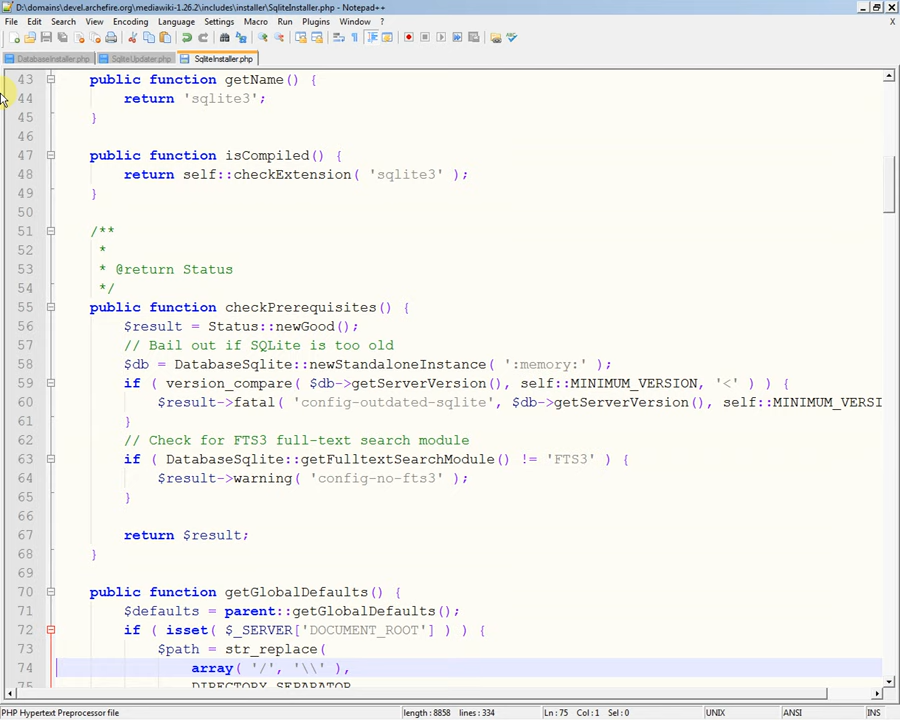 D:\domains\devel.archefire.org\mediawiki-1.26.2\includes\installer\SqliteInstaller.php - Notepad++
File Edit Search View Encoding Language Settings Macro Run Plugins Window ? X
DatabaseInstaller.php SqliteUpdater.php SqliteInstaller.php
43 public function getName() {
44 return 'sqlite3';
45 }
46
47 public function isCompiled() {
48 return self::checkExtension( 'sqlite3' );
49 }
50
51 /**
52 *
53 * @return Status
54 */
55 public function checkPrerequisites() {
56 $result = Status::newGood();
57 // Bail out if SQLite is too old
58 $db = DatabaseSqlite::newStandaloneInstance( ':memory:' );
59 if ( version_compare( $db->getServerVersion(), self::MINIMUM_VERSION, '<' ) ) {
60 $result->fatal( 'config-outdated-sqlite', $db->getServerVersion(), self::MINIMUM_VERSI
61 }
62 // Check for FTS3 full-text search module
63 if ( DatabaseSqlite::getFulltextSearchModule() != 'FTS3' ) {
64 $result->warning( 'config-no-fts3' );
65 }
66
67 return $result;
68 }
69
70 public function getGlobalDefaults() {
71 $defaults = parent::getGlobalDefaults();
72 if ( isset( $_SERVER['DOCUMENT_ROOT'] ) ) {
73 $path = str_replace(
74 array( '/', '\\' ),
75 DIRECTORY_SEPARATOR
PHP Hypertext Preprocessor file length : 8858 lines : 334 Ln : 75 Col : 1 Sel : 0 UNIX ANSI INS